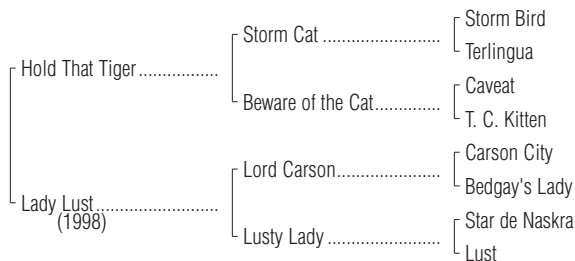 Storm Bird
Storm Cat ........................
Terlingua
Hold That Tiger ................
Caveat
Beware of the Cat .............
T. C. Kitten
Carson City
Lord Carson .....................
Bedgay's Lady
Lady Lust .........................
(1998)
Star de Naskra
Lusty Lady .......................
Lust